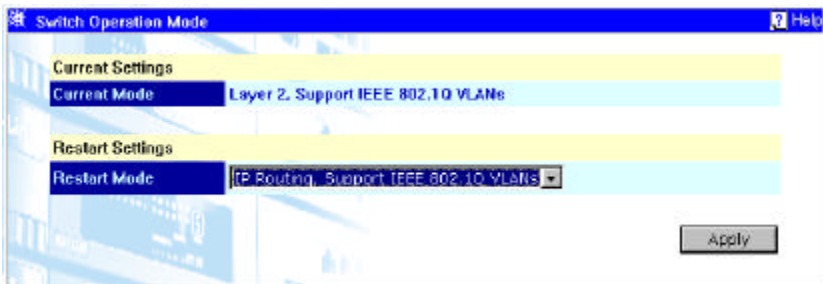 Switch Operation Mode
Help
Current Settings
Current Mode Layer 2, Support IEEE 802.1Q VLANs
Restart Settings
Restart Mode IP Routing, Support IEEE 802.1Q VLANs
Apply